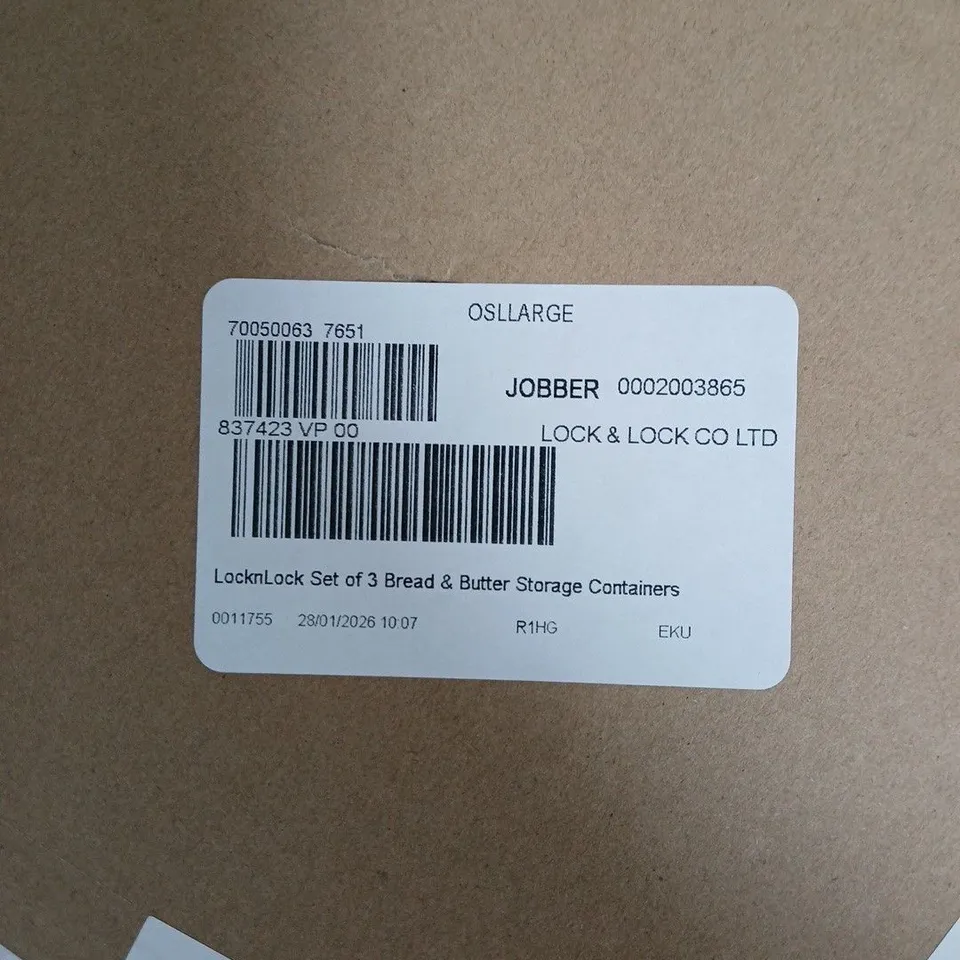 OSLLARGE
70050063 7651
JOBBER 0002003865
837423 VP 00
LOCK & LOCK CO LTD
LocknLock Set of 3 Bread & Butter Storage Containers
0011755 28/01/2026 10:07 R1HG EKU